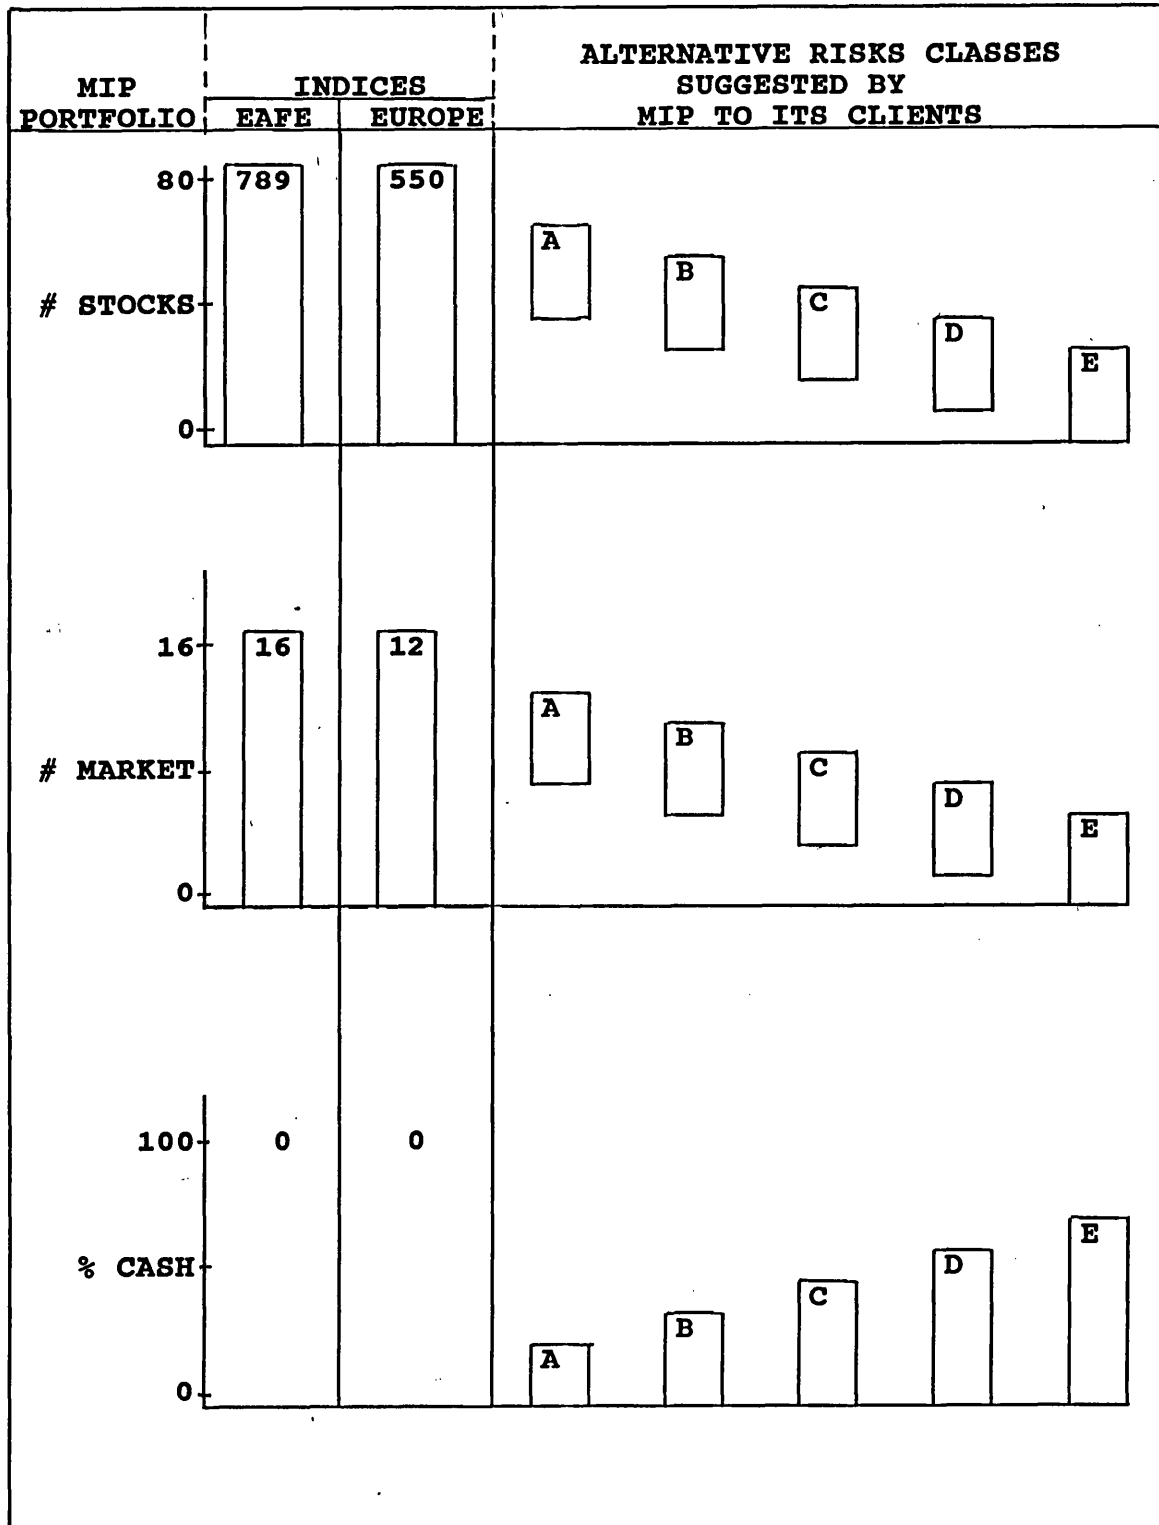 ALTERNATIVE RISKS CLASSES
MIP INDICES SUGGESTED BY
PORTFOLIO EAFE EUROPE MIP TO ITS CLIENTS
80 789 550
A
B
# STOCKS C
D
E
0
16 16 12
A
B
# MARKET C
D
E
0
100 0 0
E
% CASH D
C
B
A
0